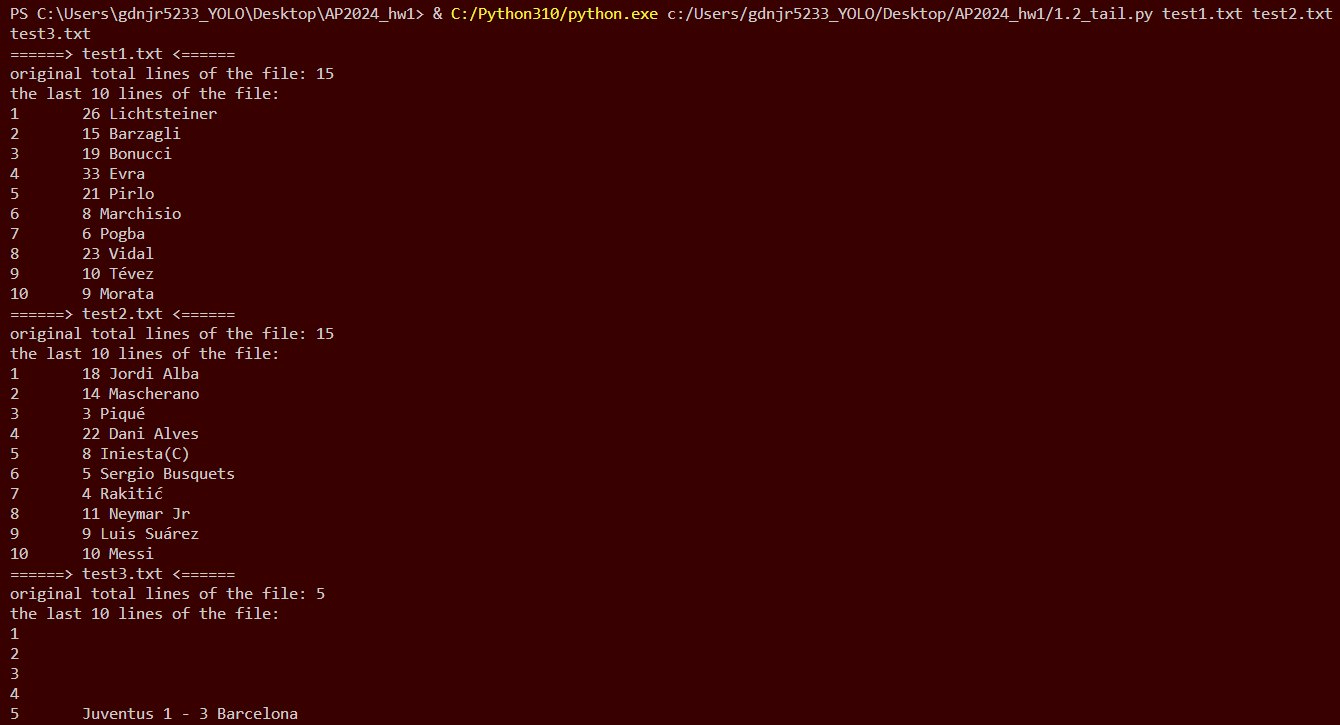 PS C:\Users\gdnjr5233_YOLO\Desktop\AP2024_hw1> & C:/Python310/python.exe c:/Users/gdnjr5233_YOLO/Desktop/AP2024_hw1/1.2_tail.py test1.txt test2.txt
test3.txt
======> test1.txt <======
original total lines of the file: 15
the last 10 lines of the file:
1       26 Lichtsteiner
2       15 Barzagli
3       19 Bonucci
4       33 Evra
5       21 Pirlo
6       8 Marchisio
7       6 Pogba
8       23 Vidal
9       10 Tévez
10      9 Morata
======> test2.txt <======
original total lines of the file: 15
the last 10 lines of the file:
1       18 Jordi Alba
2       14 Mascherano
3       3 Piqué
4       22 Dani Alves
5       8 Iniesta(C)
6       5 Sergio Busquets
7       4 Rakitić
8       11 Neymar Jr
9       9 Luis Suárez
10      10 Messi
======> test3.txt <======
original total lines of the file: 5
the last 10 lines of the file:
1
2
3
4
5       Juventus 1 - 3 Barcelona